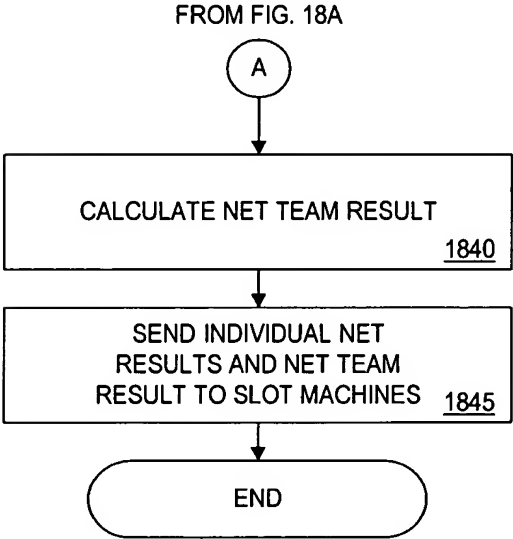 FROM FIG. 18A
A
CALCULATE NET TEAM RESULT
1840
SEND INDIVIDUAL NET
RESULTS AND NET TEAM
RESULT TO SLOT MACHINES
1845
END